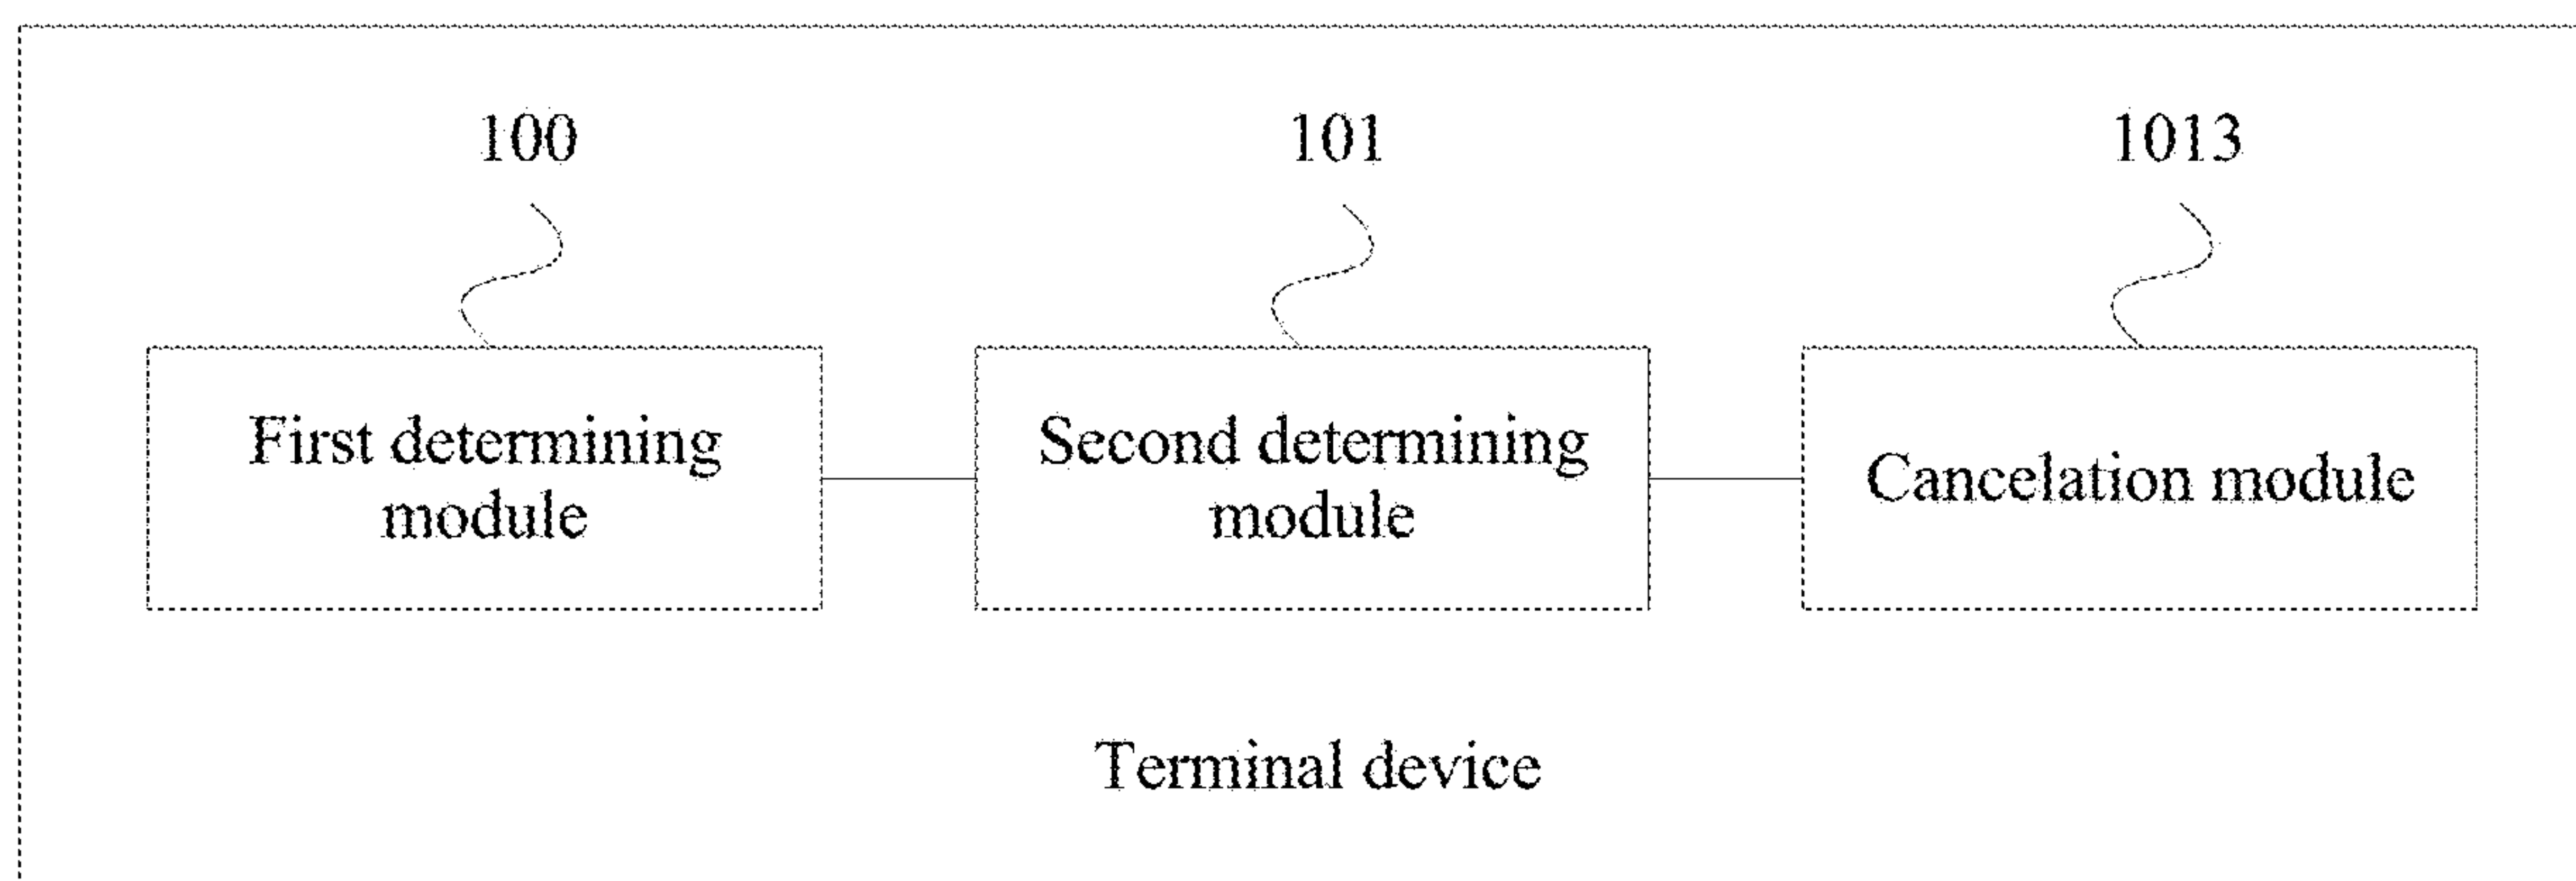 100
101
1013
First determining
module
Second determining
module
Cancelation module
Terminal device